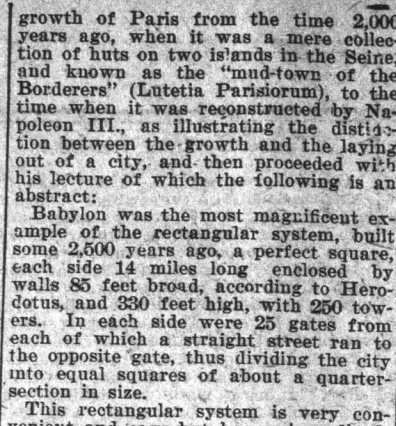 growth of Paris from the time 2,000
years ago, when it was a mere collec-
tion of huts on two islands in the Seine,
and known as the "mud-town of the
Borderers" (Lutetia Parisiorum), to the
time when it was reconstructed by Na-
poleon III., as illustrating the distinc-
tion between the growth and the laying
out of a city, and then proceeded with
his lecture of which the following is an
abstract:
Babylon was the most magnificent ex-
ample of the rectangular system, built
some 2,500 years ago, a perfect square,
each side 14 miles long enclosed by
walls 85 feet broad, according to Hero-
dotus, and 330 feet high, with 250 tow-
ers. In each side were 25 gates from
each of which a straight street ran to
the opposite gate, thus dividing the city
into equal squares of about a quarter-
section in size.
This rectangular system is very con-